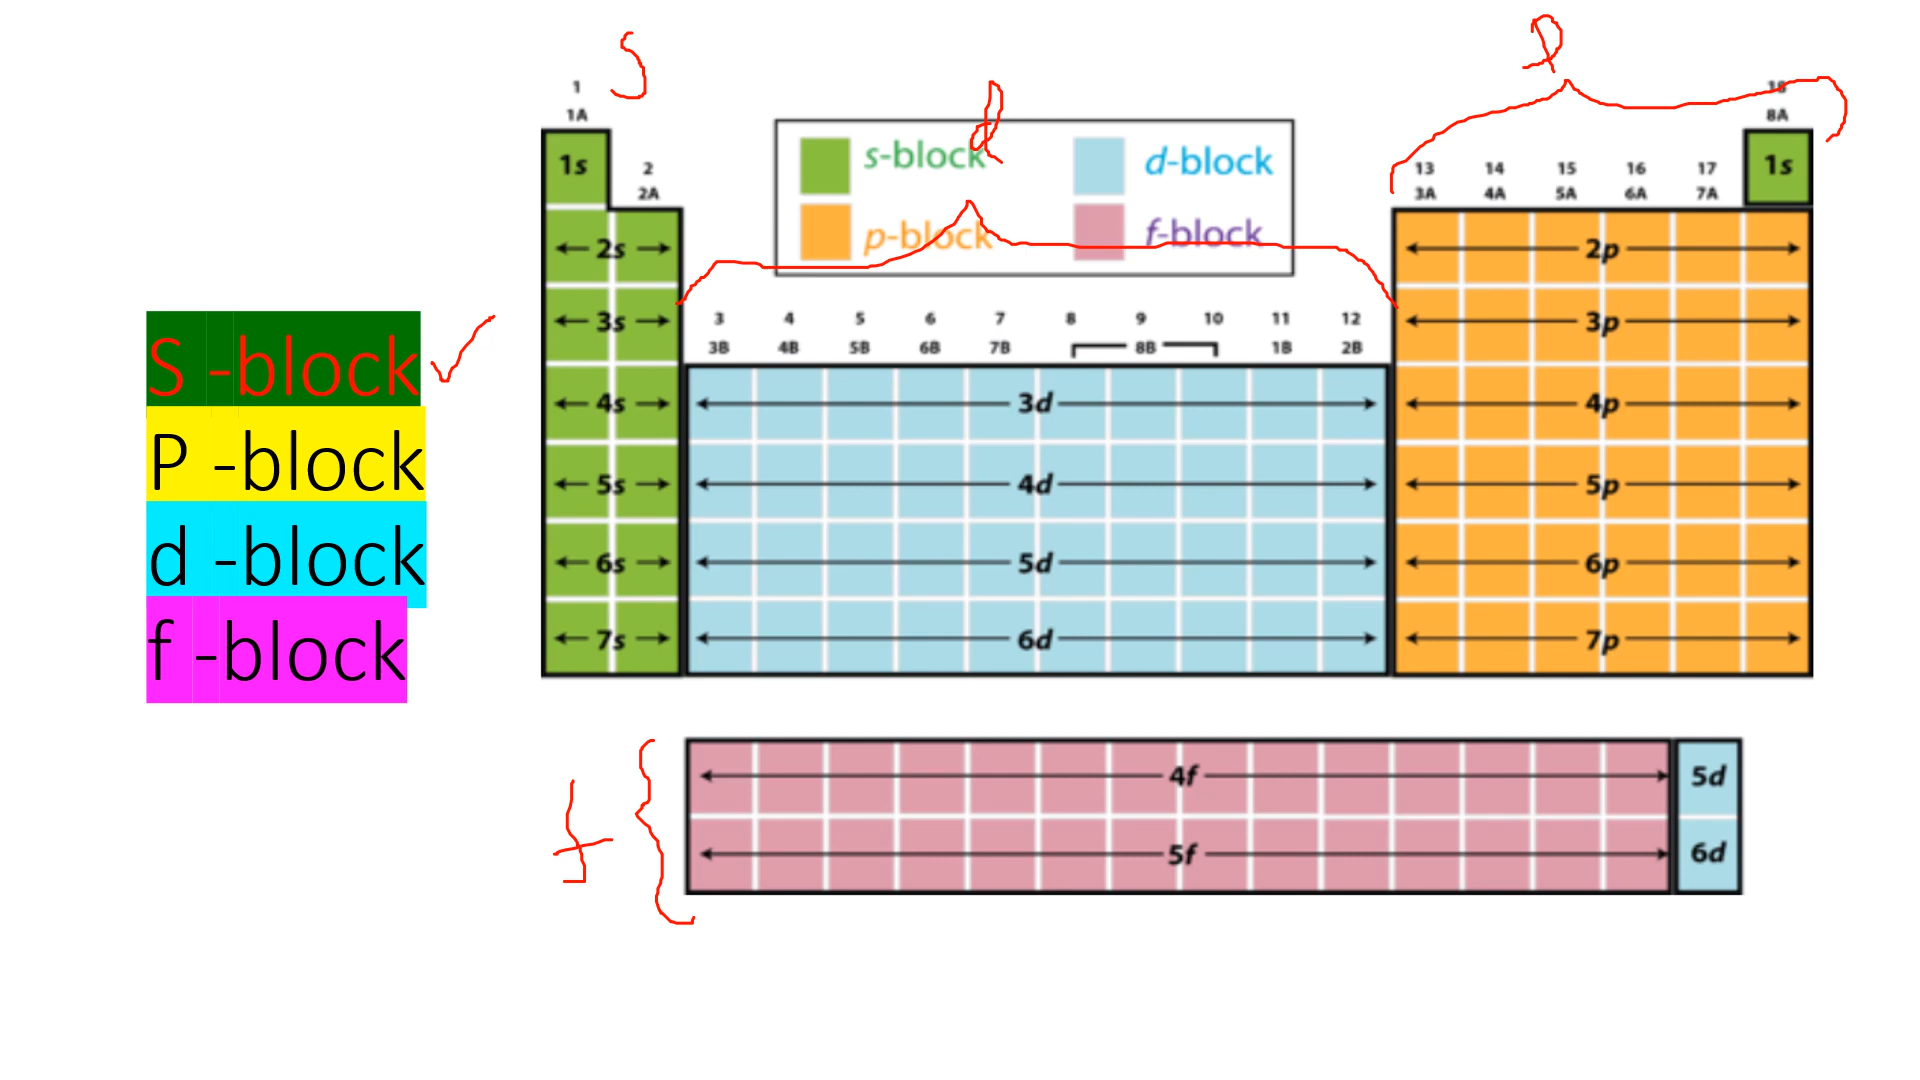 S
P
d
1 18
1A 8A
1s s-block d-block 1s
2 13 14 15 16 17
2A 3A 4A 5A 6A 7A
p-block f-block
2s 2p
3s 3 4 5 6 7 8 9 10 11 12 3p
3B 4B 5B 6B 7B 8B 1B 2B
S -block
P -block
d -block
f -block
4s 3d 4p
5s 4d 5p
6s 5d 6p
7s 6d 7p
f
4f 5d
5f 6d